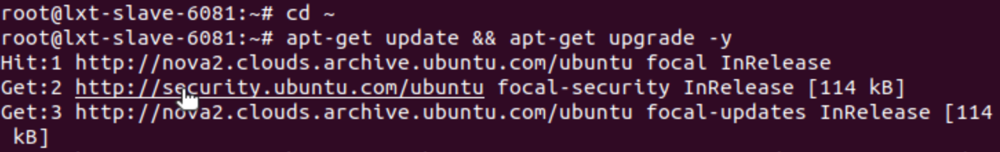 root@lxt-slave-6081:~# cd ~
root@lxt-slave-6081:~# apt-get update && apt-get upgrade -y
Hit:1 http://nova2.clouds.archive.ubuntu.com/ubuntu focal InRelease
Get:2 http://security.ubuntu.com/ubuntu focal-security InRelease [114 kB]
Get:3 http://nova2.clouds.archive.ubuntu.com/ubuntu focal-updates InRelease [114
 kB]